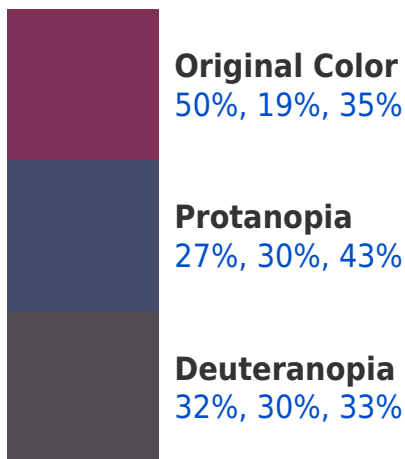 Original Color
50%, 19%, 35%
Protanopia
27%, 30%, 43%
Deuteranopia
32%, 30%, 33%